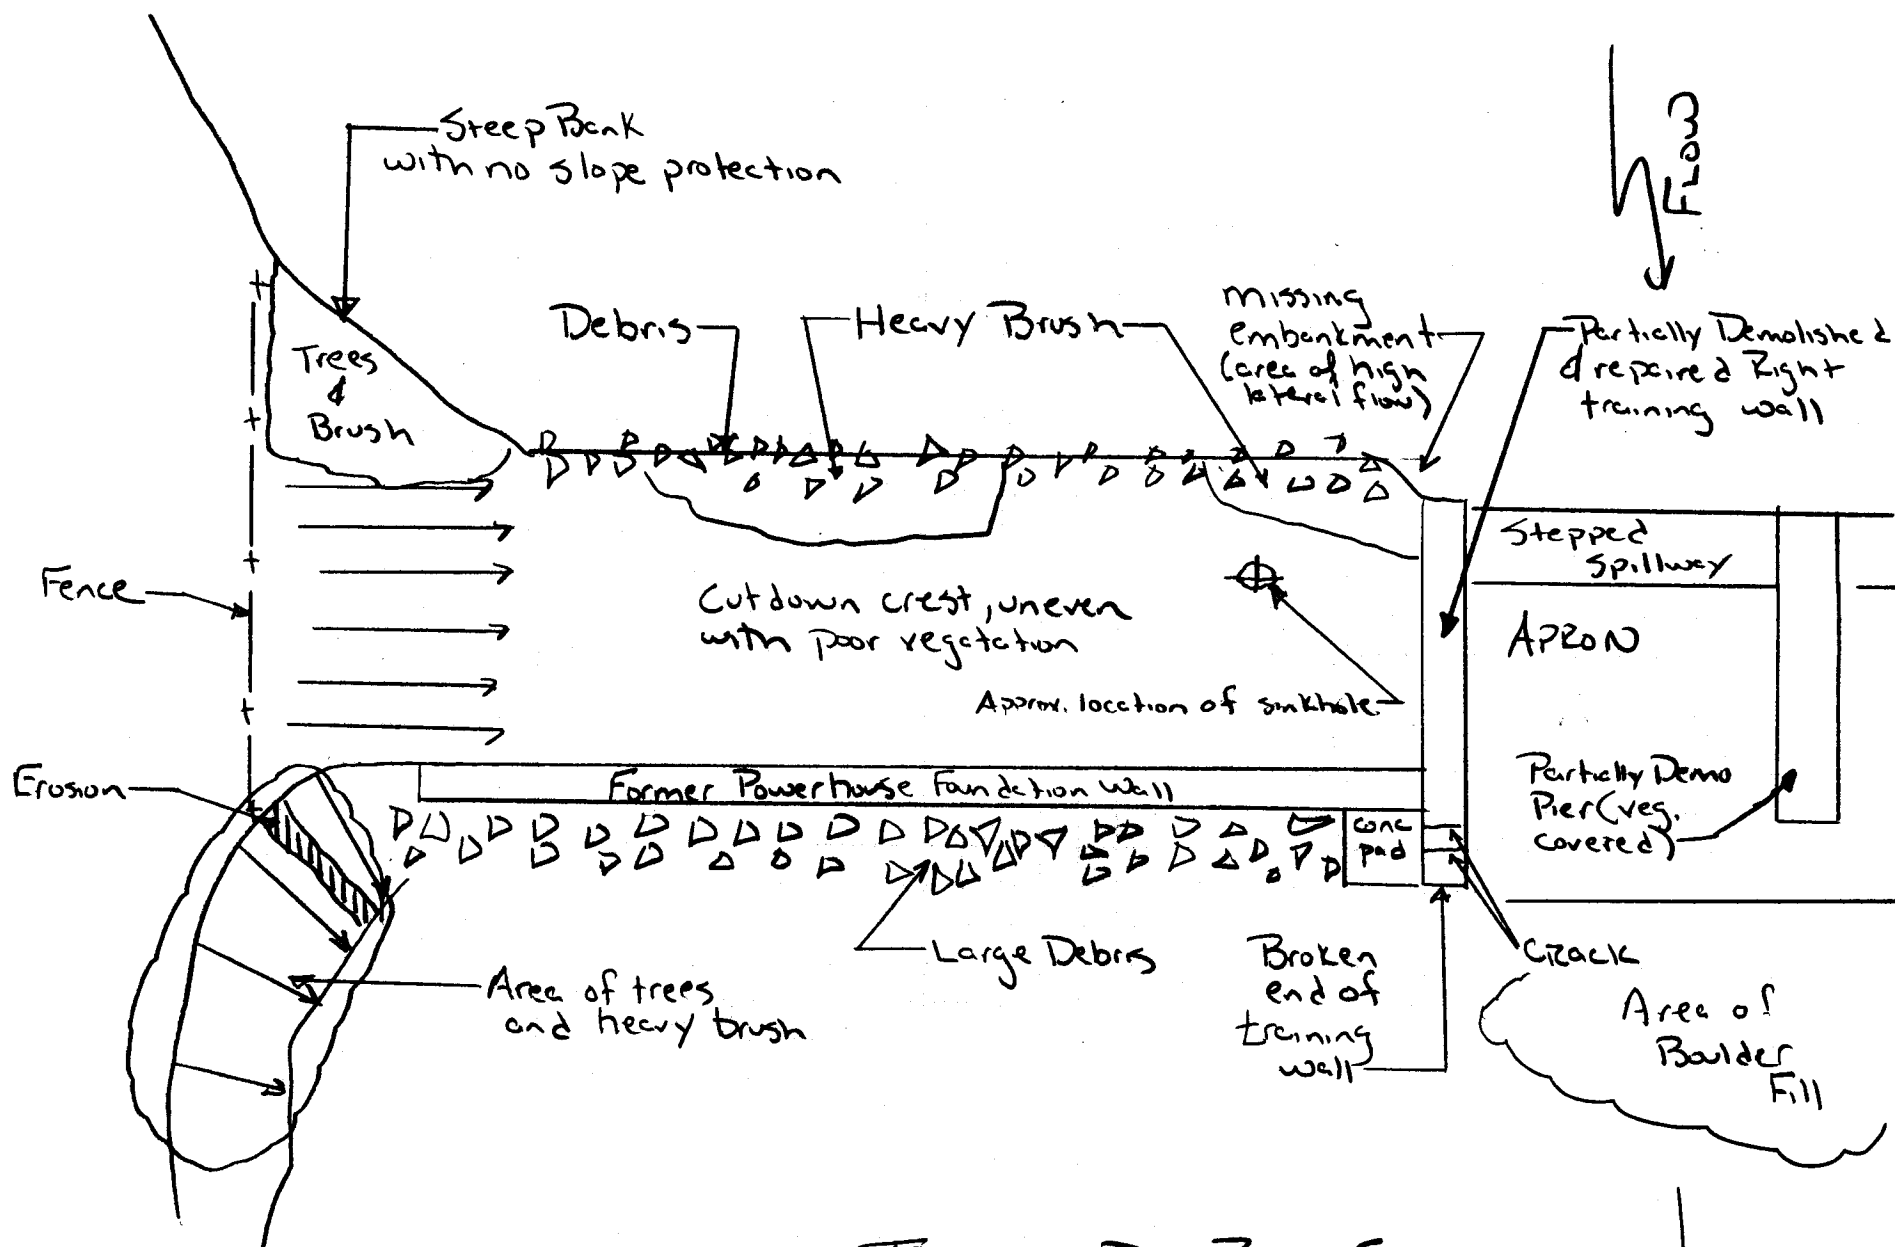 Steep Bank
with no slope protection
FLOW
Trees
&
Brush
Debris
Heavy Brush
missing
embankment
(area of high
lateral flow)
Partially Demolished
& repaired Right
training wall
Stepped
Spillway
Fence
Cutdown crest, uneven
with poor vegatation
APRON
Approx. location of sinkhole
Erosion
Former Powerhouse Foundation Wall
Partially Demo
Pier (veg.
covered)
conc
pad
Large Debris
Broken
end of
training
wall
Crack
Area of trees
and heavy brush
Area of
Boulder
Fill